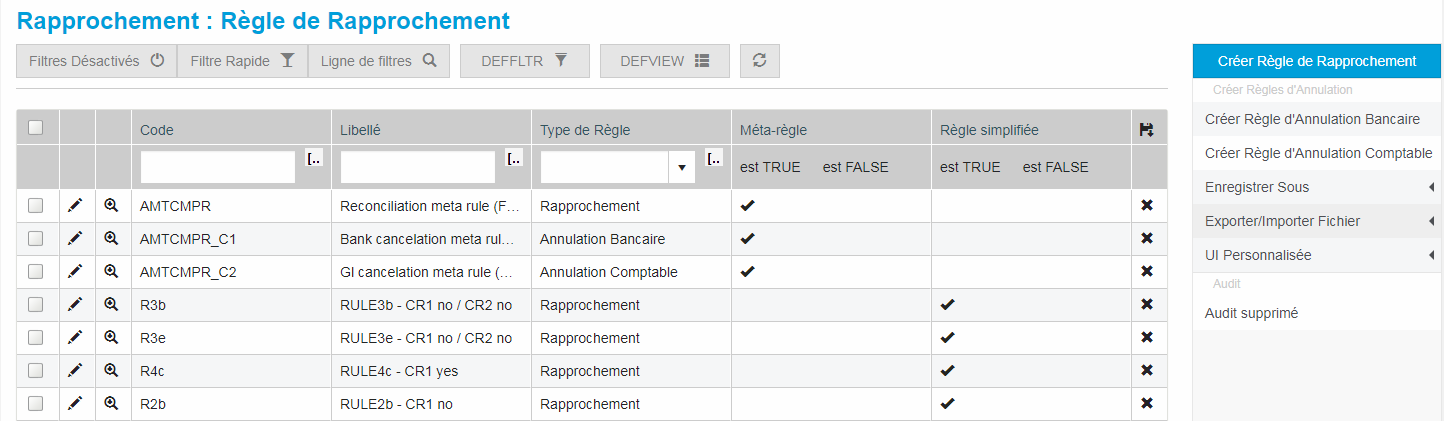 Rapprochement : Règle de Rapprochement
Filtres Désactivés Filtre Rapide Ligne de filtres DEFFLTR DEFVIEW
Code Libellé Type de Règle Méta-règle Règle simplifiée
[.. [.. [.. est TRUE est FALSE est TRUE est FALSE
AMTCMPR Reconciliation meta rule (F... Rapprochement
AMTCMPR_C1 Bank cancelation meta rul... Annulation Bancaire
AMTCMPR_C2 Gl cancelation meta rule (... Annulation Comptable
R3b RULE3b - CR1 no / CR2 no Rapprochement
R3e RULE3e - CR1 no / CR2 no Rapprochement
R4c RULE4c - CR1 yes Rapprochement
R2b RULE2b - CR1 no Rapprochement
Créer Règle de Rapprochement
Créer Règles d'Annulation
Créer Règle d'Annulation Bancaire
Créer Règle d'Annulation Comptable
Enregistrer Sous
Exporter/Importer Fichier
UI Personnalisée
Audit
Audit supprimé